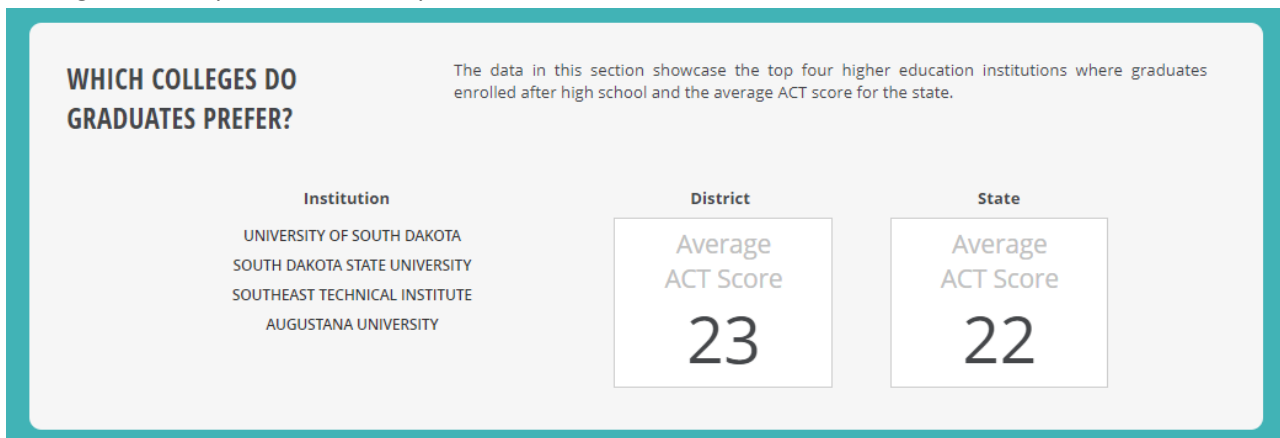 WHICH COLLEGES DO
GRADUATES PREFER?
The data in this section showcase the top four higher education institutions where graduates
enrolled after high school and the average ACT score for the state.
Institution
UNIVERSITY OF SOUTH DAKOTA
SOUTH DAKOTA STATE UNIVERSITY
SOUTHEAST TECHNICAL INSTITUTE
AUGUSTANA UNIVERSITY
District
Average
ACT Score
23
State
Average
ACT Score
22